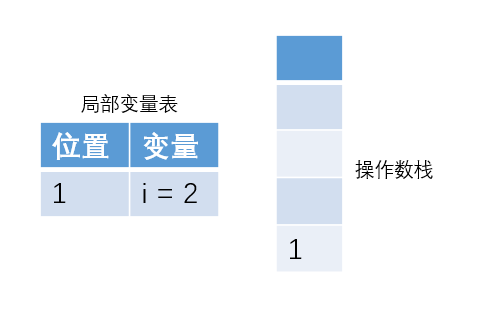 局部变量表
位置 变量
1 i = 2
操作数栈
1